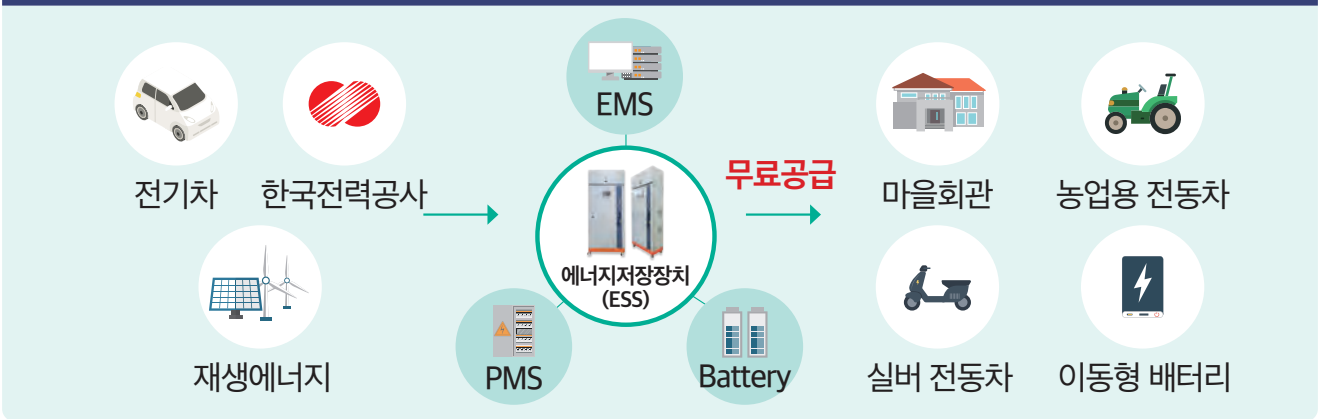 전기차
한국전력공사
재생에너지
EMS
에너지저장장치
(ESS)
PMS
Battery
무료공급
마을회관
농업용 전동차
실버 전동차
이동형 배터리